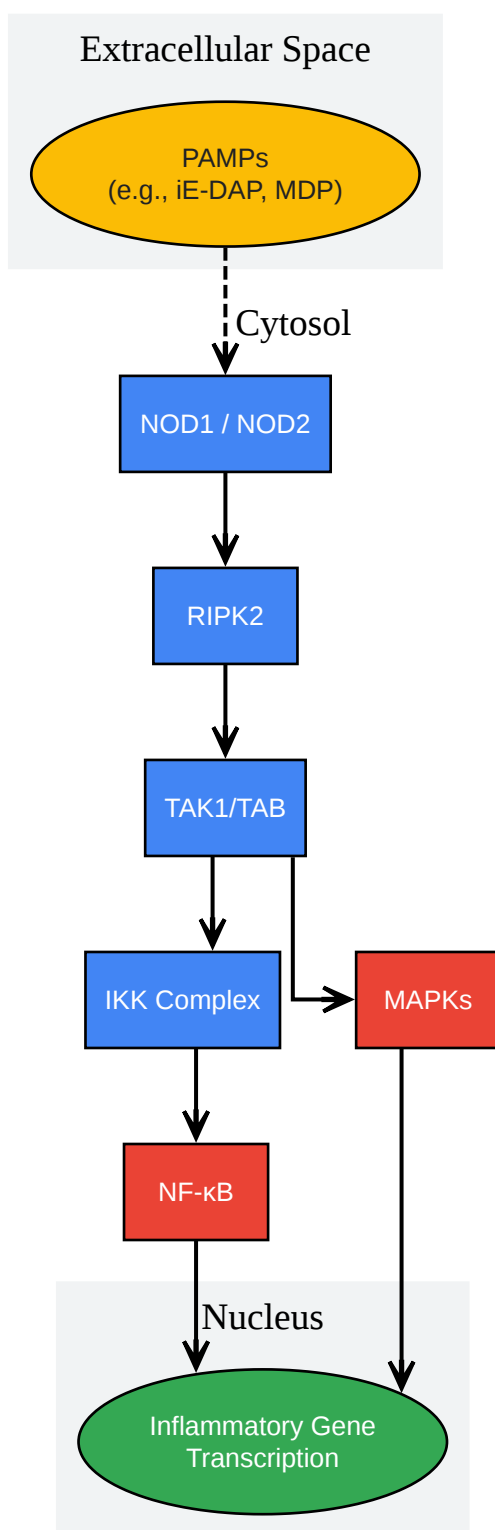 Extracellular Space
PAMPs
(e.g., iE-DAP, MDP)
Cytosol
NOD1 / NOD2
RIPK2
TAK1/TAB
IKK Complex
MAPKs
NF-κB
Nucleus
Inflammatory Gene
Transcription